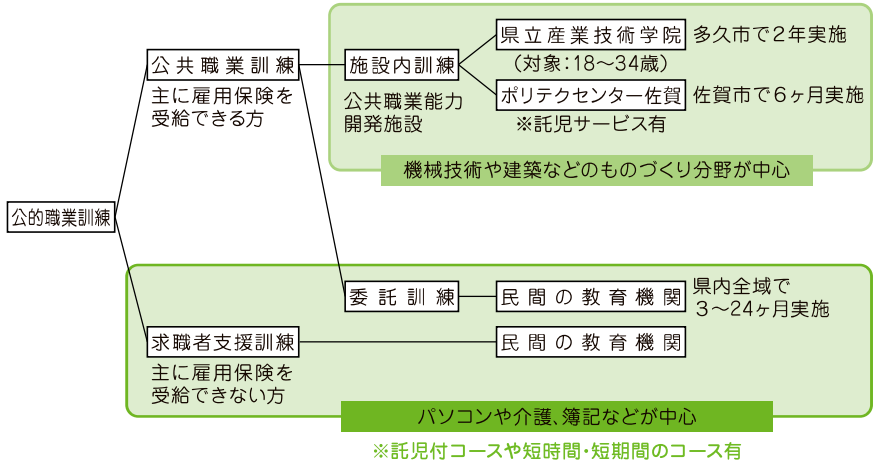 公的職業訓練
公共職業訓練
主に雇用保険を
受給できる方
施設内訓練
公共職業能力
開発施設
県立産業技術学院
多久市で2年実施
（対象：18～34歳）
ポリテクセンター佐賀
佐賀市で6ヶ月実施
※託児サービス有
機械技術や建築などのものづくり分野が中心
委託訓練
民間の教育機関
県内全域で
3～24ヶ月実施
求職者支援訓練
主に雇用保険を
受給できない方
民間の教育機関
パソコンや介護、簿記などが中心
※託児付コースや短時間・短期間のコース有